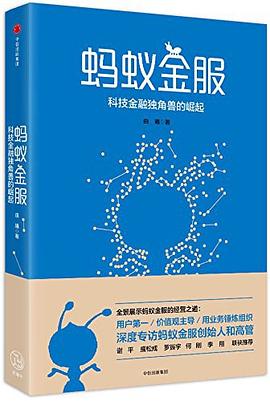 蚂蚁金服
科技金融独角兽的崛起
由曦 著
全景展示蚂蚁金服的经营之道：
用户第一／价值观主导／用业务锤炼组织
深度专访蚂蚁金服创始人和高管
谢平 盛松成 罗振宇 何刚 李翔 联袂推荐
中信出版集团
蚂蚁金服
科技金融独角兽的崛起
由曦 著